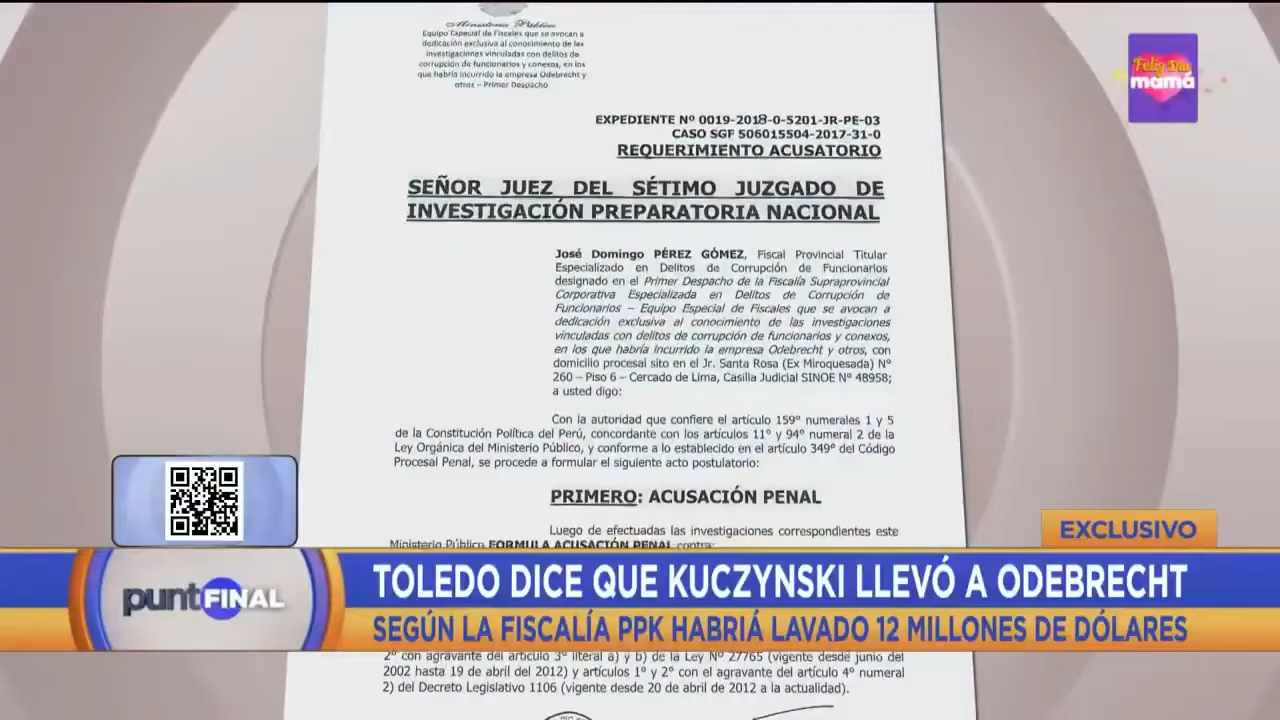 Ministerio Público
Equipo Especial de Fiscales que se avocan a
dedicación exclusiva al conocimiento de las
investigaciones vinculadas con delitos de
corrupción de funcionarios y conexos, en los
que habría incurrido la empresa Odebrecht y
otros – Primer Despacho
Feliz Día
mamá
EXPEDIENTE Nº 0019-2018-0-5201-JR-PE-03
CASO SGF 506015504-2017-31-0
REQUERIMIENTO ACUSATORIO
SEÑOR JUEZ DEL SÉTIMO JUZGADO DE
INVESTIGACIÓN PREPARATORIA NACIONAL
José Domingo PÉREZ GÓMEZ, Fiscal Provincial Titular
Especializado en Delitos de Corrupción de Funcionarios
designado en el Primer Despacho de la Fiscalía Supraprovincial
Corporativa Especializada en Delitos de Corrupción de
Funcionarios – Equipo Especial de Fiscales que se avocan a
dedicación exclusiva al conocimiento de las investigaciones
vinculadas con delitos de corrupción de funcionarios y conexos,
en los que habría incurrido la empresa Odebrecht y otros, con
domicilio procesal sito en el Jr. Santa Rosa (Ex Miroquesada) Nº
260 – Piso 6 – Cercado de Lima, Casilla Judicial SINOE Nº 48958;
a usted digo:
Con la autoridad que confiere el artículo 159º numerales 1 y 5
de la Constitución Política del Perú, concordante con los artículos 11º y 94º numeral 2 de la
Ley Orgánica del Ministerio Público, y conforme a lo establecido en el artículo 349º del Código
Procesal Penal, se procede a formular el siguiente acto postulatorio:
PRIMERO: ACUSACIÓN PENAL
Luego de efectuadas las investigaciones correspondientes este
Ministerio Público FORMULA ACUSACIÓN PENAL contra:
EXCLUSIVO
punto FINAL
TOLEDO DICE QUE KUCZYNSKI LLEVÓ A ODEBRECHT
SEGÚN LA FISCALÍA PPK HABRIÁ LAVADO 12 MILLONES DE DÓLARES
2º con agravante del artículo 3º literal a) y b) de la Ley Nº 27765 (vigente desde junio del
2002 hasta 19 de abril del 2012) y artículos 1º y 2º con el agravante del artículo 4º numeral
2) del Decreto Legislativo 1106 (vigente desde 20 de abril de 2012 a la actualidad).